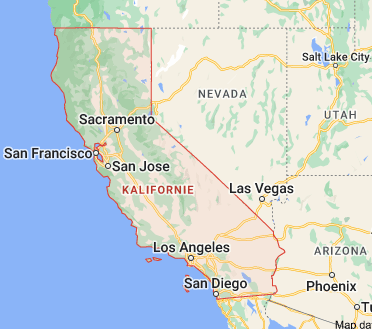 Salt Lake City
NEVADA
UTAH
Sacramento
San Francisco
San Jose
KALIFORNIE
Las Vegas
Los Angeles
ARIZONA
San Diego
Phoenix
Map da